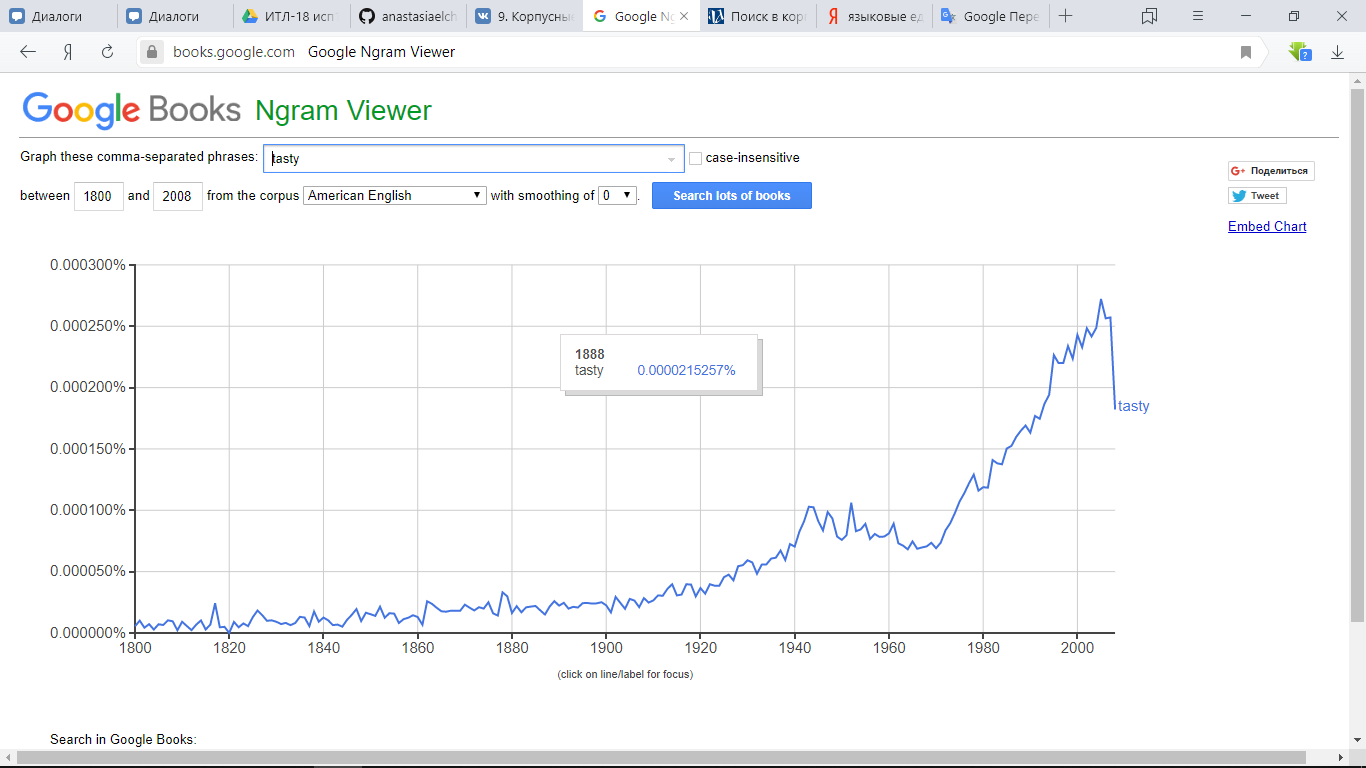 Диалоги Диалоги ИТЛ-18 исп anastasiaelch 9. Корпусные Google Ng Поиск в кор языковые ед Google Пере
books.google.com Google Ngram Viewer
Google Books Ngram Viewer
Graph these comma-separated phrases: tasty case-insensitive
between 1800 and 2008 from the corpus American English with smoothing of 0 . Search lots of books
G+ Поделиться
Tweet
Embed Chart
0.000300%
0.000250%
0.000200%
0.000150%
0.000100%
0.000050%
0.000000%
1888
tasty 0.0000215257%
tasty
1800 1820 1840 1860 1880 1900 1920 1940 1960 1980 2000
(click on line/label for focus)
Search in Google Books: